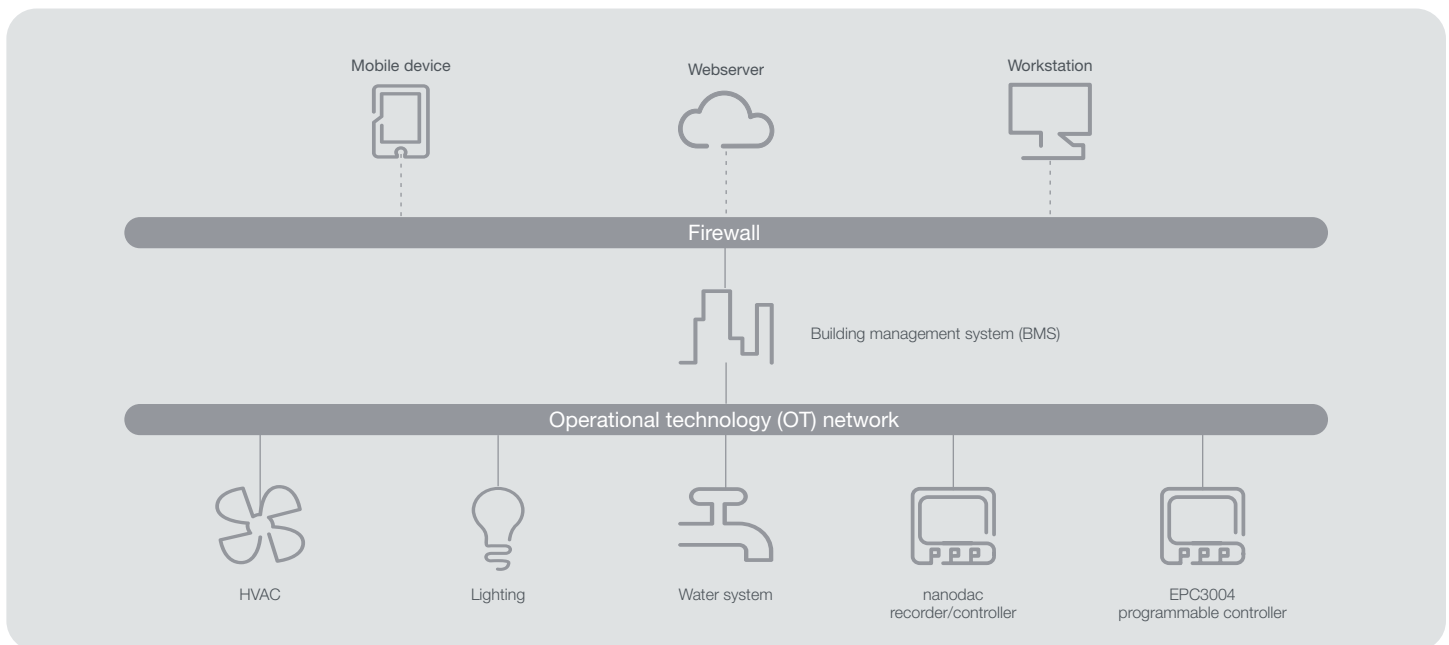 Mobile device
Webserver
Workstation
Firewall
Building management system (BMS)
Operational technology (OT) network
HVAC
Lighting
Water system
nanodac
recorder/controller
EPC3004
programmable controller